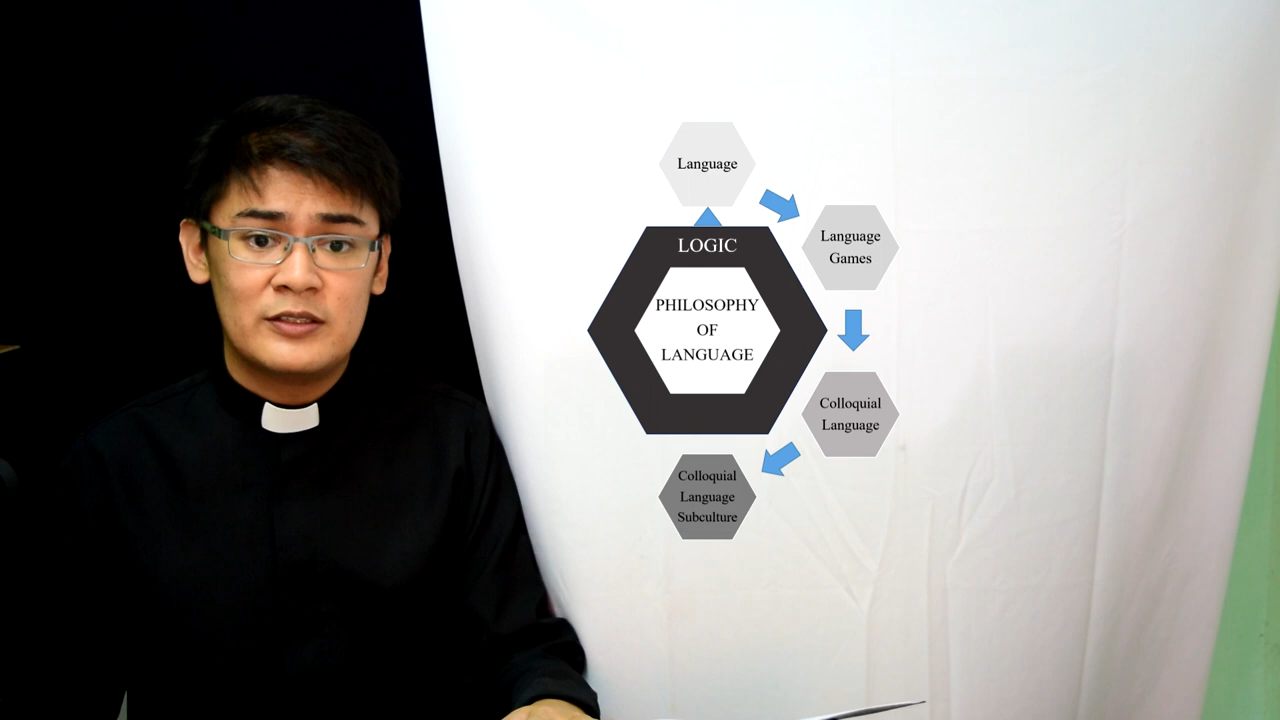 Language
Language
Games
LOGIC
PHILOSOPHY
OF
LANGUAGE
Colloquial
Language
Colloquial
Language
Subculture